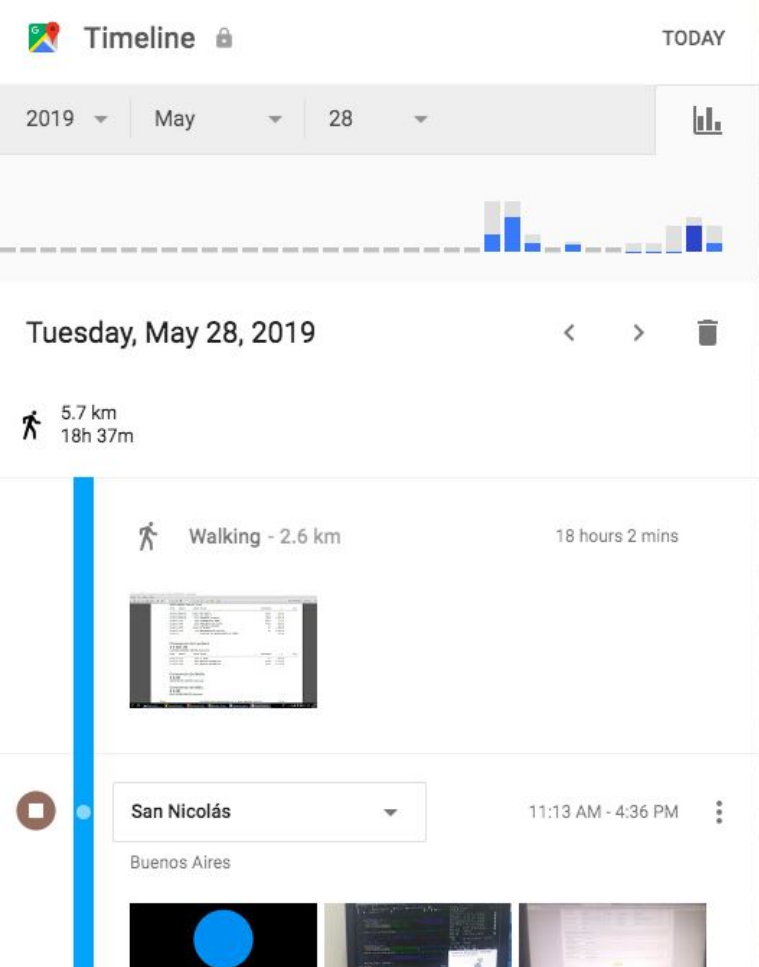 Timeline
TODAY
2019 May 28
Tuesday, May 28, 2019
5.7 km
18h 37m
Walking - 2.6 km 18 hours 2 mins
San Nicolás 11:13 AM - 4:36 PM
Buenos Aires